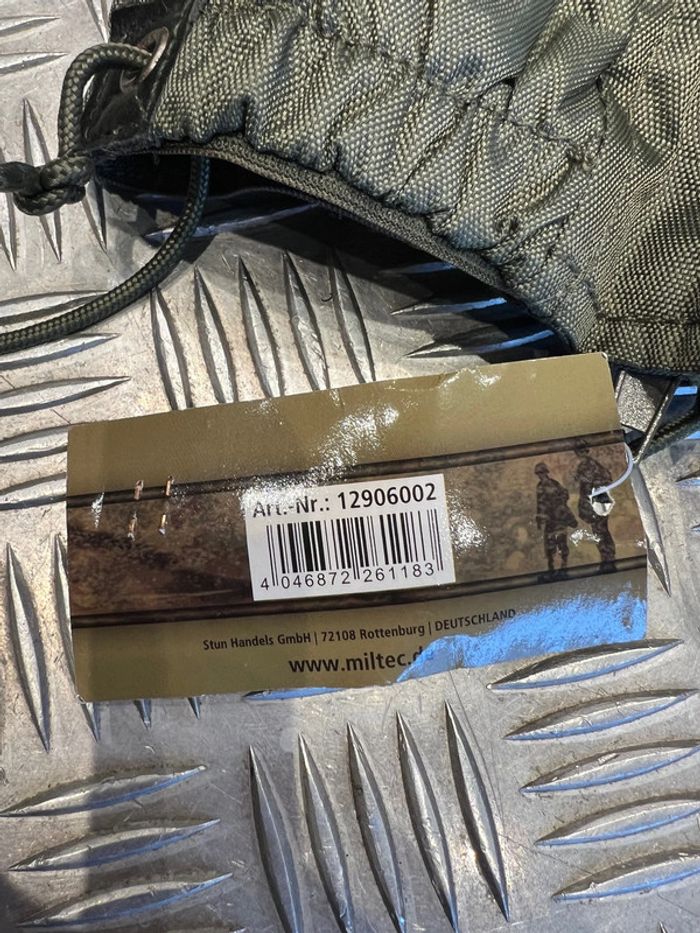 Art.-Nr.: 12906002
4 046872 261183
Stun Handels GmbH | 72108 Rottenburg | DEUTSCHLAND
www.miltec.de